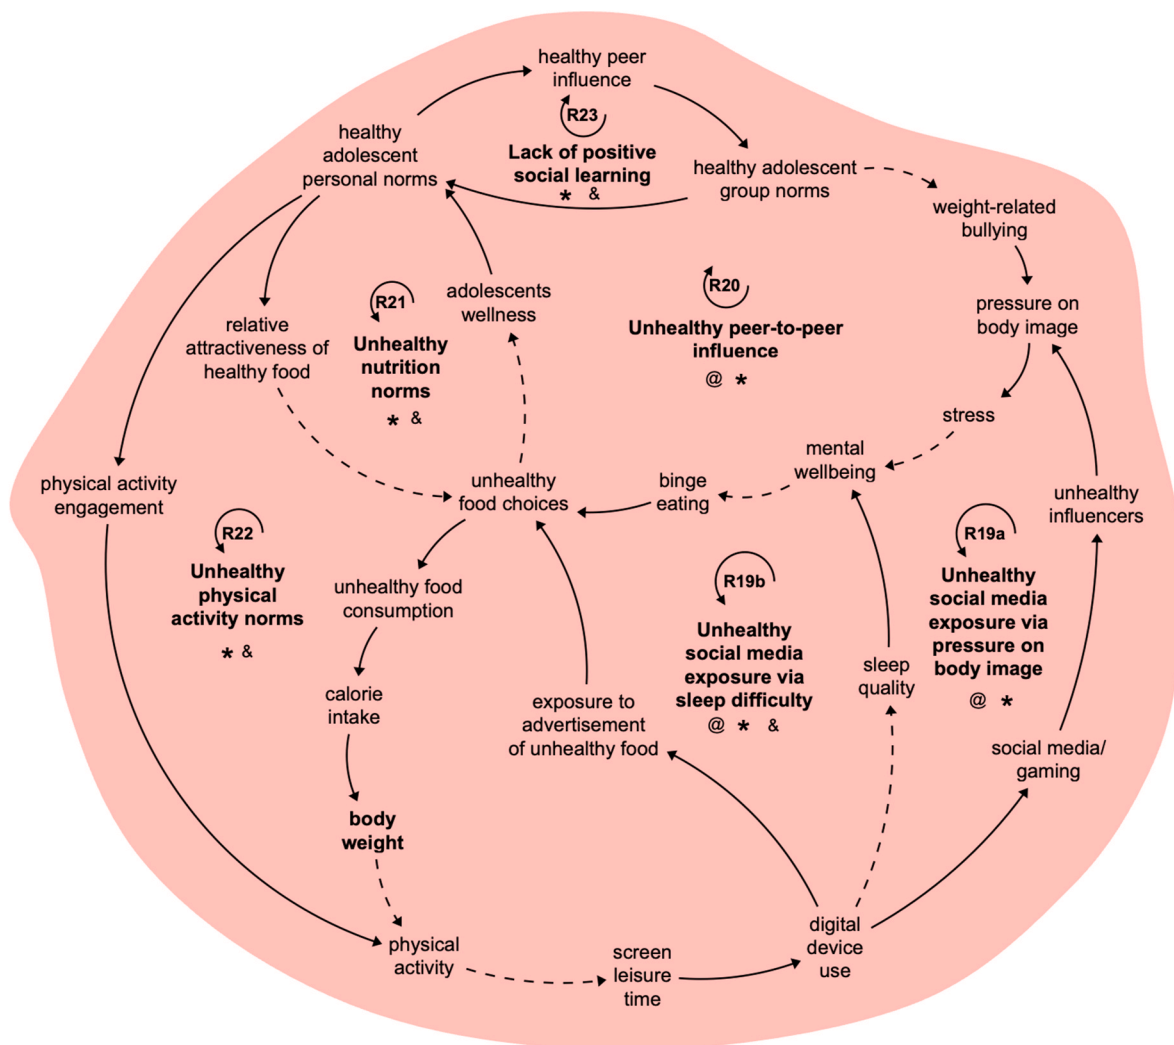 healthy peer
influence
R23
Lack of positive
social learning
* &
healthy
adolescent
personal norms
healthy adolescent
group norms
weight-related
bullying
R21
Unhealthy
nutrition
norms
* &
adolescents
wellness
R20
Unhealthy peer-to-peer
influence
@ *
pressure on
body image
relative
attractiveness of
healthy food
stress
physical activity
engagement
unhealthy
food choices
binge
eating
mental
wellbeing
unhealthy
influencers
R22
Unhealthy
physical
activity norms
* &
unhealthy food
consumption
R19b
Unhealthy
social media
exposure via
sleep difficulty
@ * &
R19a
Unhealthy
social media
exposure via
pressure on
body image
@ *
sleep
quality
calorie
intake
exposure to
advertisement
of unhealthy food
social media/
gaming
body
weight
physical
activity
screen
leisure
time
digital
device
use